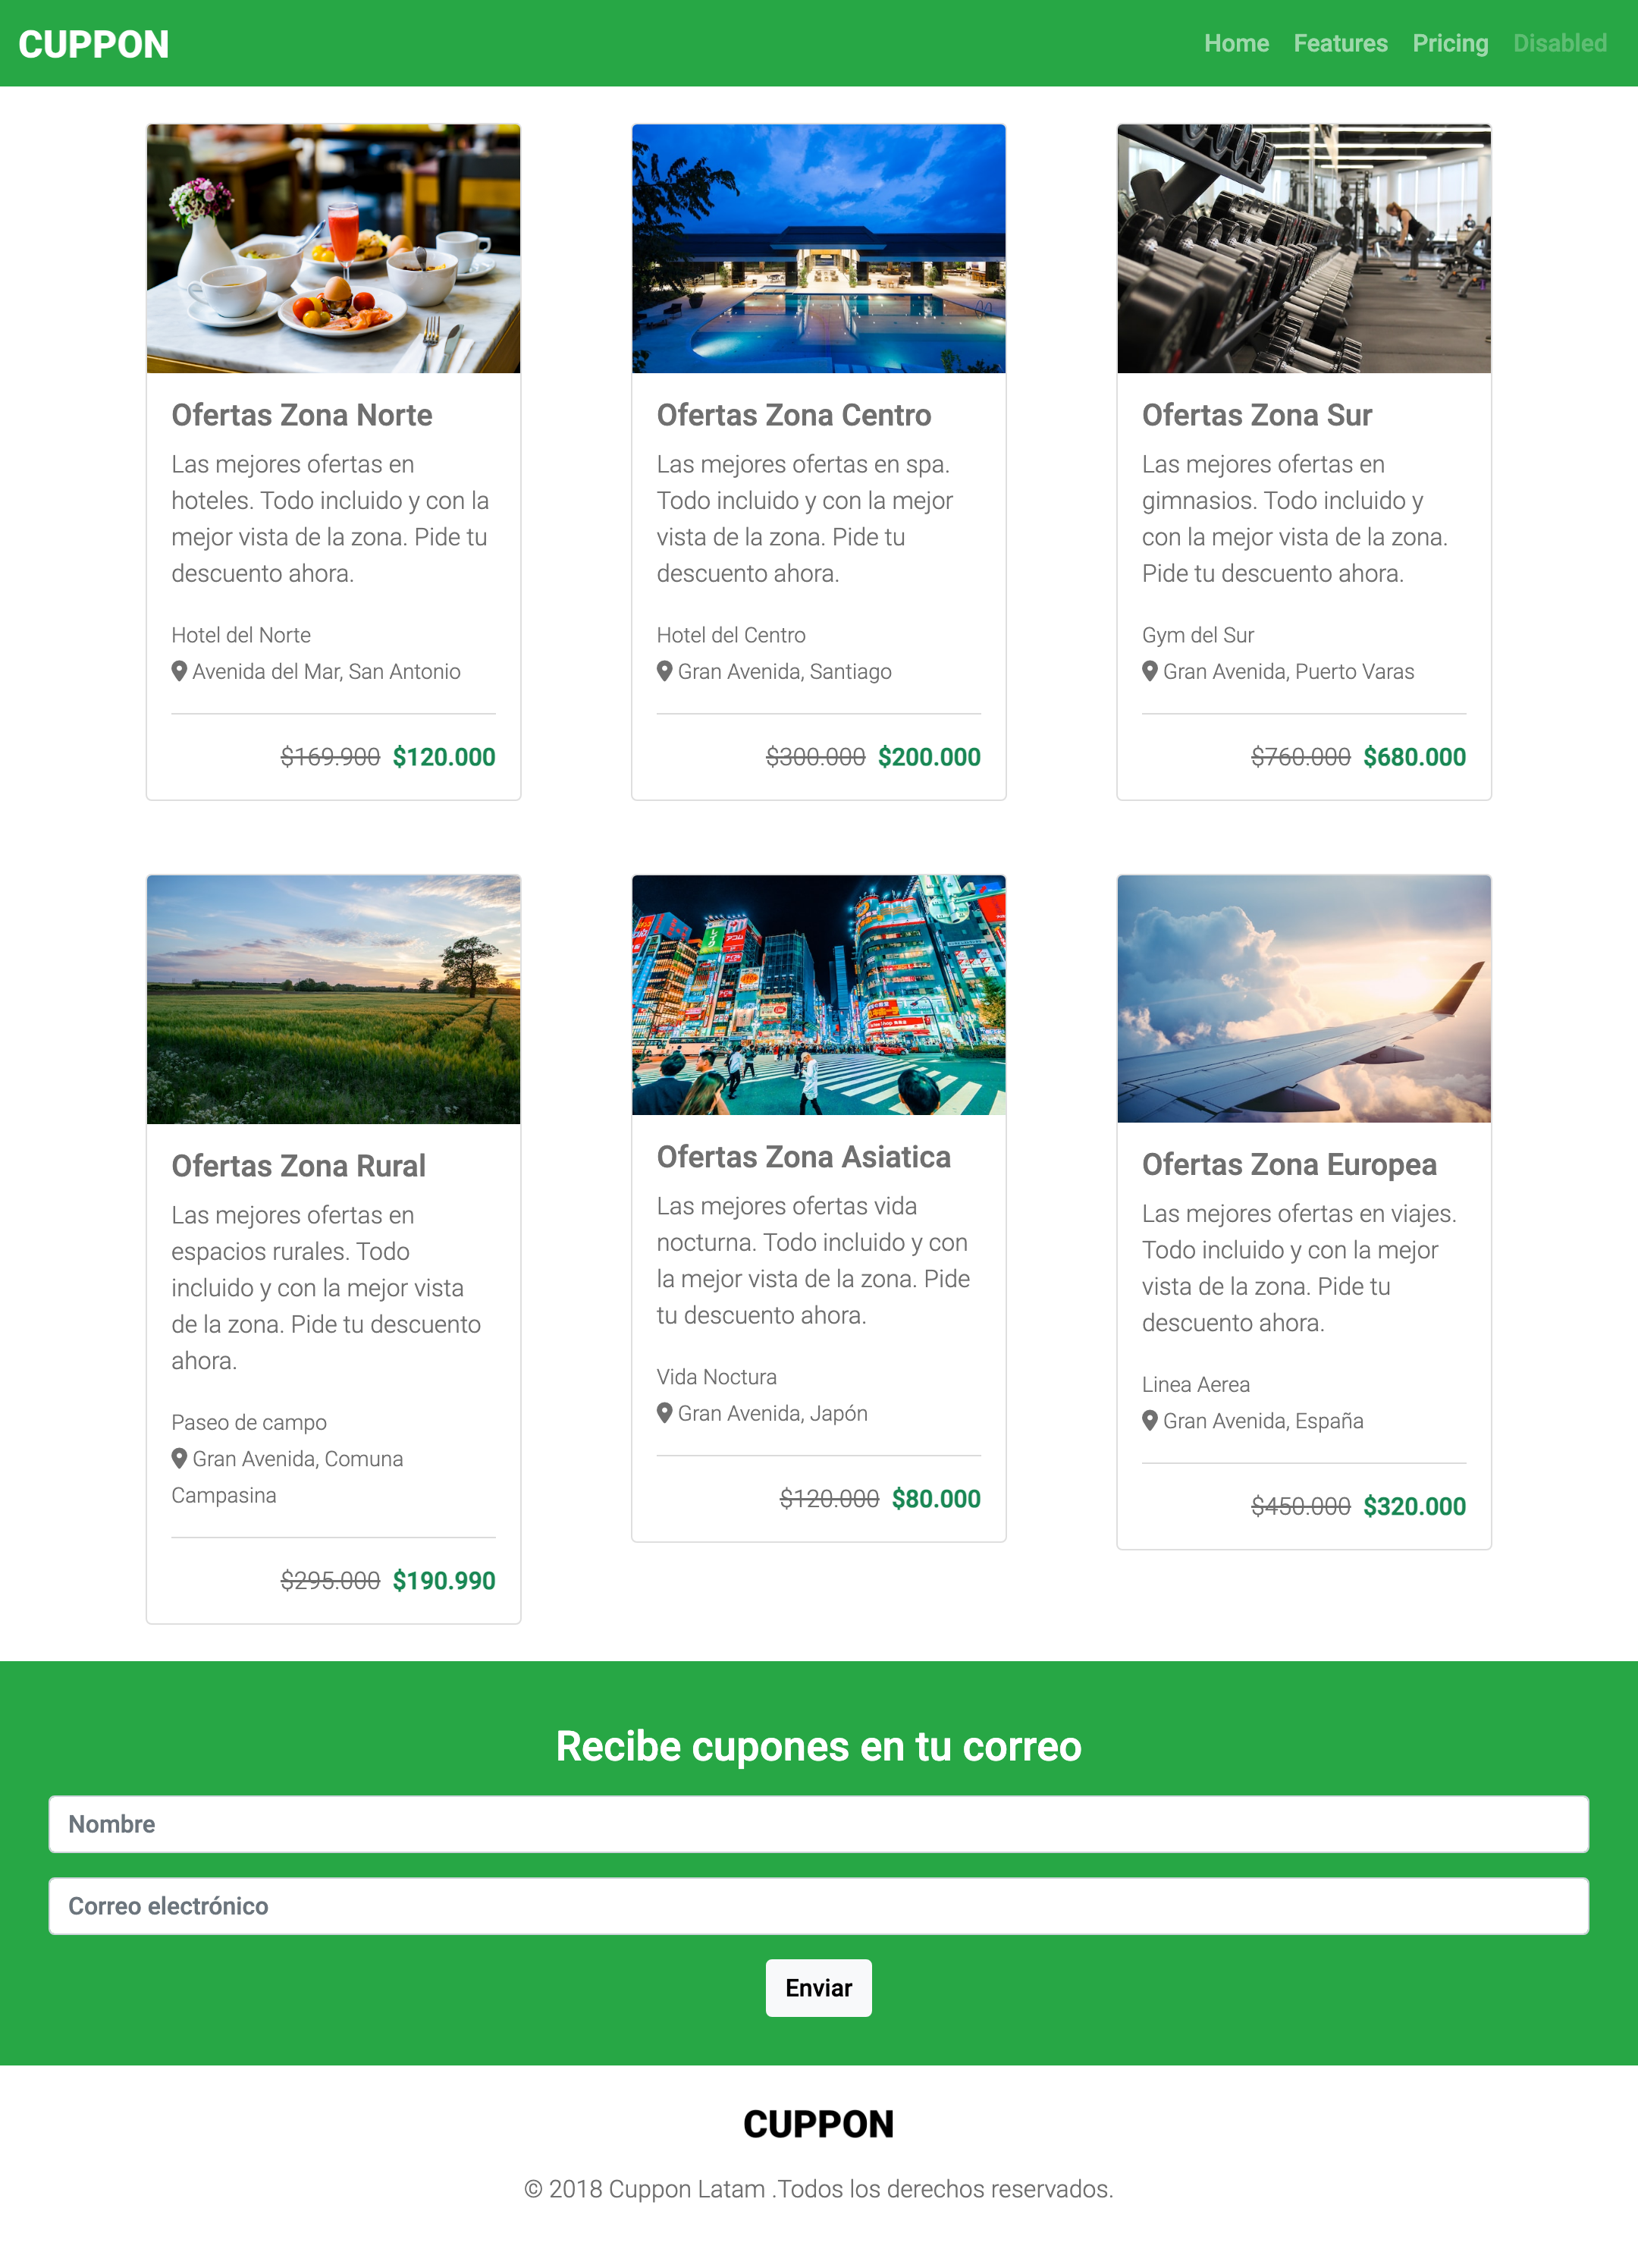 CUPPON
Home Features Pricing Disabled
Ofertas Zona Norte
Las mejores ofertas en
hoteles. Todo incluido y con la
mejor vista de la zona. Pide tu
descuento ahora.
Hotel del Norte
Avenida del Mar, San Antonio
$169.900 $120.000
Ofertas Zona Centro
Las mejores ofertas en spa.
Todo incluido y con la mejor
vista de la zona. Pide tu
descuento ahora.
Hotel del Centro
Gran Avenida, Santiago
$300.000 $200.000
Ofertas Zona Sur
Las mejores ofertas en
gimnasios. Todo incluido y
con la mejor vista de la zona.
Pide tu descuento ahora.
Gym del Sur
Gran Avenida, Puerto Varas
$760.000 $680.000
Ofertas Zona Rural
Las mejores ofertas en
espacios rurales. Todo
incluido y con la mejor vista
de la zona. Pide tu descuento
ahora.
Paseo de campo
Gran Avenida, Comuna
Campasina
$295.000 $190.990
Ofertas Zona Asiatica
Las mejores ofertas vida
nocturna. Todo incluido y con
la mejor vista de la zona. Pide
tu descuento ahora.
Vida Noctura
Gran Avenida, Japón
$120.000 $80.000
Ofertas Zona Europea
Las mejores ofertas en viajes.
Todo incluido y con la mejor
vista de la zona. Pide tu
descuento ahora.
Linea Aerea
Gran Avenida, España
$450.000 $320.000
Recibe cupones en tu correo
Nombre
Correo electrónico
Enviar
CUPPON
© 2018 Cuppon Latam .Todos los derechos reservados.